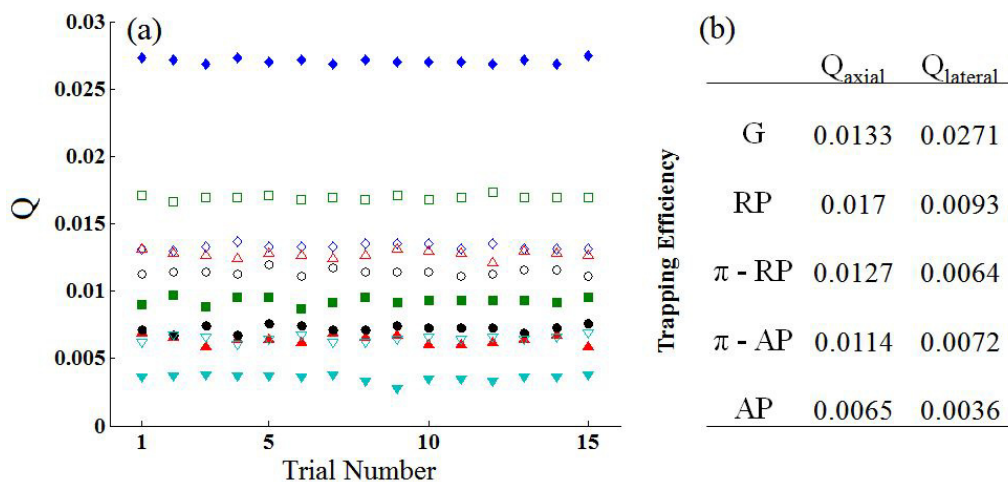 (a)
0.03
0.025
0.02
0.015
0.01
0.005
0
Q
1
5
10
15
Trial Number
(b)
Trapping Efficiency
Qaxial Qlateral
G 0.0133 0.0271
RP 0.017 0.0093
π - RP 0.0127 0.0064
π - AP 0.0114 0.0072
AP 0.0065 0.0036